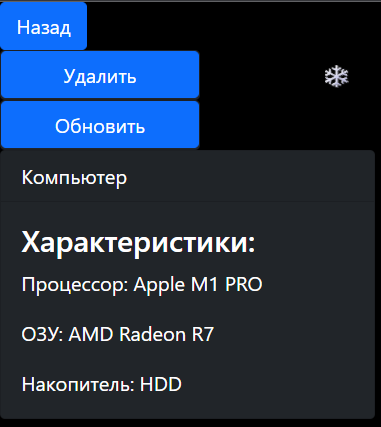 Назад
Удалить
Обновить
Компьютер
Характеристики:
Процессор: Apple M1 PRO
ОЗУ: AMD Radeon R7
Накопитель: HDD